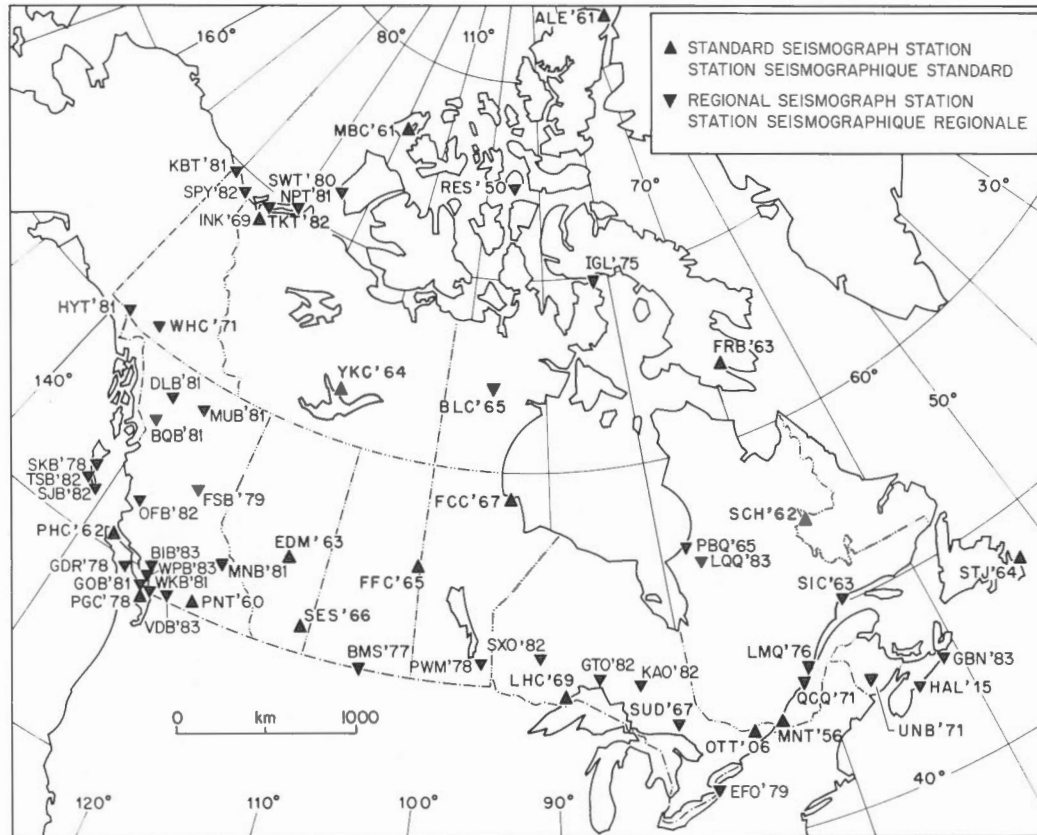 ALE'61
160°
80°
110°
▲ STANDARD SEISMOGRAPH STATION
STATION SEISMOGRAPHIQUE STANDARD
▼ REGIONAL SEISMOGRAPH STATION
STATION SEISMOGRAPHIQUE REGIONALE
MBC'61
KBT'81
SWT'80
SPY'82
NPT'81
RES'50
70°
30°
INK'69
TKT'82
IGL'75
HYT'81
WHC'71
FRB'63
140°
YKC'64
60°
DLB'81
BLC'65
50°
MUB'81
BQB'81
SKB'78
TSB'82
SJB'82
FSB'79
OFB'82
FCC'67
SCH'62
PHC'62
EDM'63
PBQ'65
BIB'83
LQQ'83
GDR'78
WPB'83
MNB'81
FFC'65
STJ'64
GOB'81
WKB'81
SIC'63
PGC'78
PNT'60
SES'66
VDB'83
BMS'77
PWM'78
SXO'82
LMQ'76
GBN'83
GTO'82
KAO'82
LHC'69
QCQ'71
HAL'15
0 km 1000
SUD'67
OTT'06
MNT'56
UNB'71
40°
EFO'79
120°
110°
100°
90°